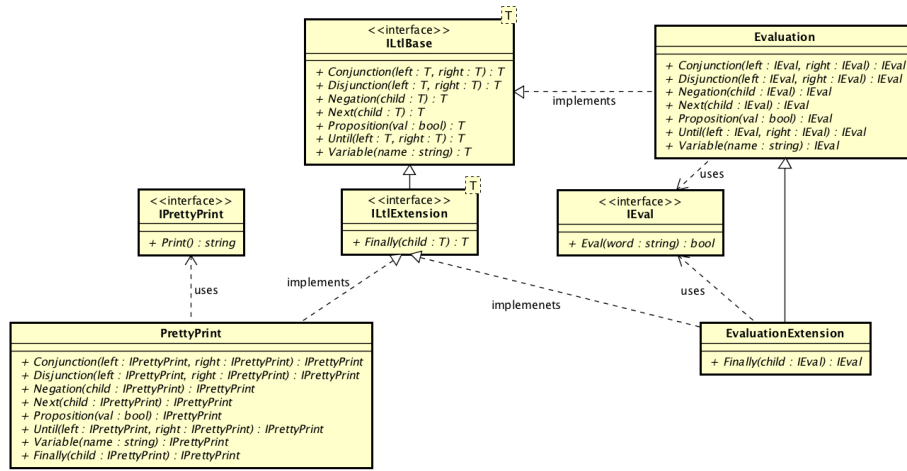 T
<<interface>>
ILtlBase
+ Conjunction(left : T, right : T) : T
+ Disjunction(left : T, right : T) : T
+ Negation(child : T) : T
+ Next(child : T) : T
+ Proposition(val : bool) : T
+ Until(left : T, right : T) : T
+ Variable(name : string) : T
Evaluation
+ Conjunction(left : IEval, right : IEval) : IEval
+ Disjunction(left : IEval, right : IEval) : IEval
+ Negation(child : IEval) : IEval
+ Next(child : IEval) : IEval
+ Proposition(val : bool) : IEval
+ Until(left : IEval, right : IEval) : IEval
+ Variable(name : string) : IEval
implements
uses
<<interface>>
IPrettyPrint
+ Print() : string
T
<<interface>>
ILtlExtension
+ Finally(child : T) : T
<<interface>>
IEval
+ Eval(word : string) : bool
uses
implements
implemenets
uses
PrettyPrint
+ Conjunction(left : IPrettyPrint, right : IPrettyPrint) : IPrettyPrint
+ Disjunction(left : IPrettyPrint, right : IPrettyPrint) : IPrettyPrint
+ Negation(child : IPrettyPrint) : IPrettyPrint
+ Next(child : IPrettyPrint) : IPrettyPrint
+ Proposition(val : bool) : IPrettyPrint
+ Until(left : IPrettyPrint, right : IPrettyPrint) : IPrettyPrint
+ Variable(name : string) : IPrettyPrint
+ Finally(child : IPrettyPrint) : IPrettyPrint
EvaluationExtension
+ Finally(child : IEval) : IEval